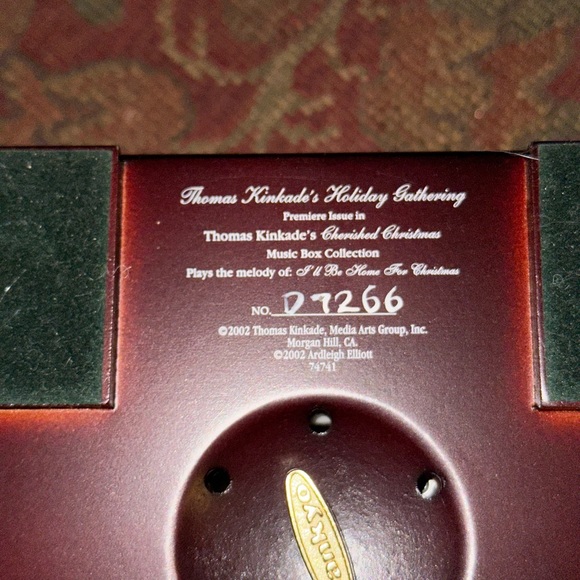 Thomas Kinkade's Holiday Gathering
Premiere Issue in
Thomas Kinkade's Cherished Christmas
Music Box Collection
Plays the melody of: I'll Be Home For Christmas
NO. D7266
©2002 Thomas Kinkade, Media Arts Group, Inc.
Morgan Hill, CA.
©2002 Ardleigh Elliott
74741